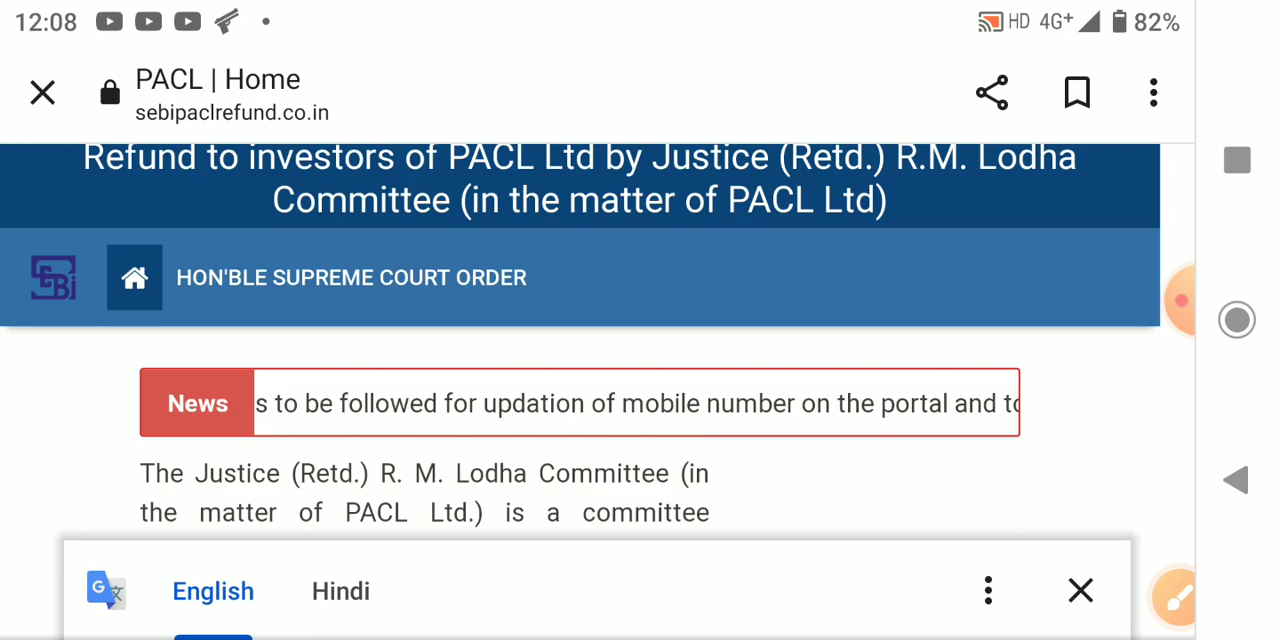 12:08
HD 4G+ 82%
PACL | Home
sebipaclrefund.co.in
Refund to investors of PACL Ltd by Justice (Retd.) R.M. Lodha
Committee (in the matter of PACL Ltd)
SEBI
HON'BLE SUPREME COURT ORDER
News
s to be followed for updation of mobile number on the portal and to
The Justice (Retd.) R. M. Lodha Committee (in
the matter of PACL Ltd.) is a committee
G
English Hindi